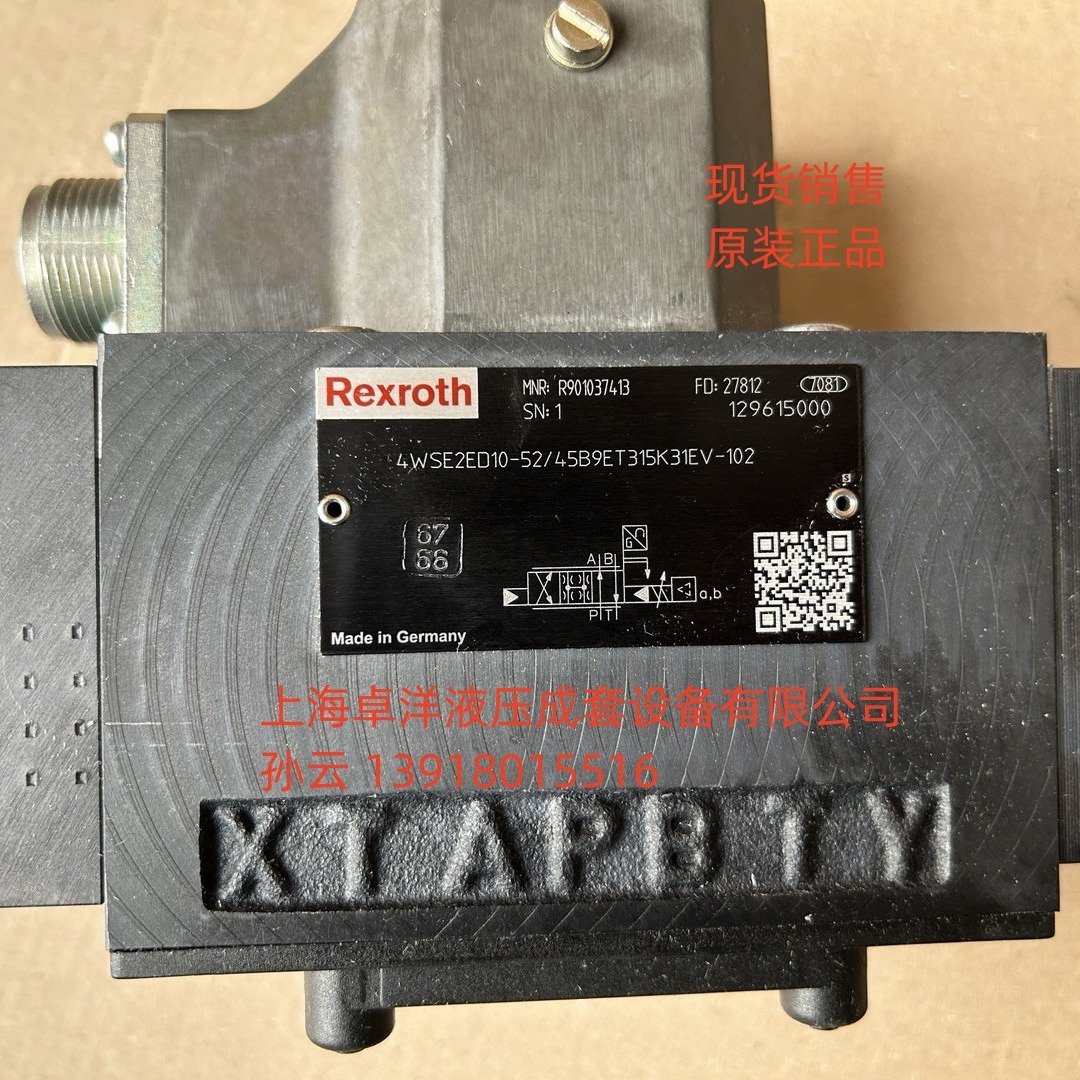 现货销售
原装正品
Rexroth
MNR: R901037413 FD: 27812 7081
SN: 1 129615000
4WSE2ED10-52/45B9ET315K31EV-102
S
67
66
G
A B
a,b
P T
Made in Germany
上海卓洋液压成套设备有限公司
孙云 13918015516
XTAPBTY